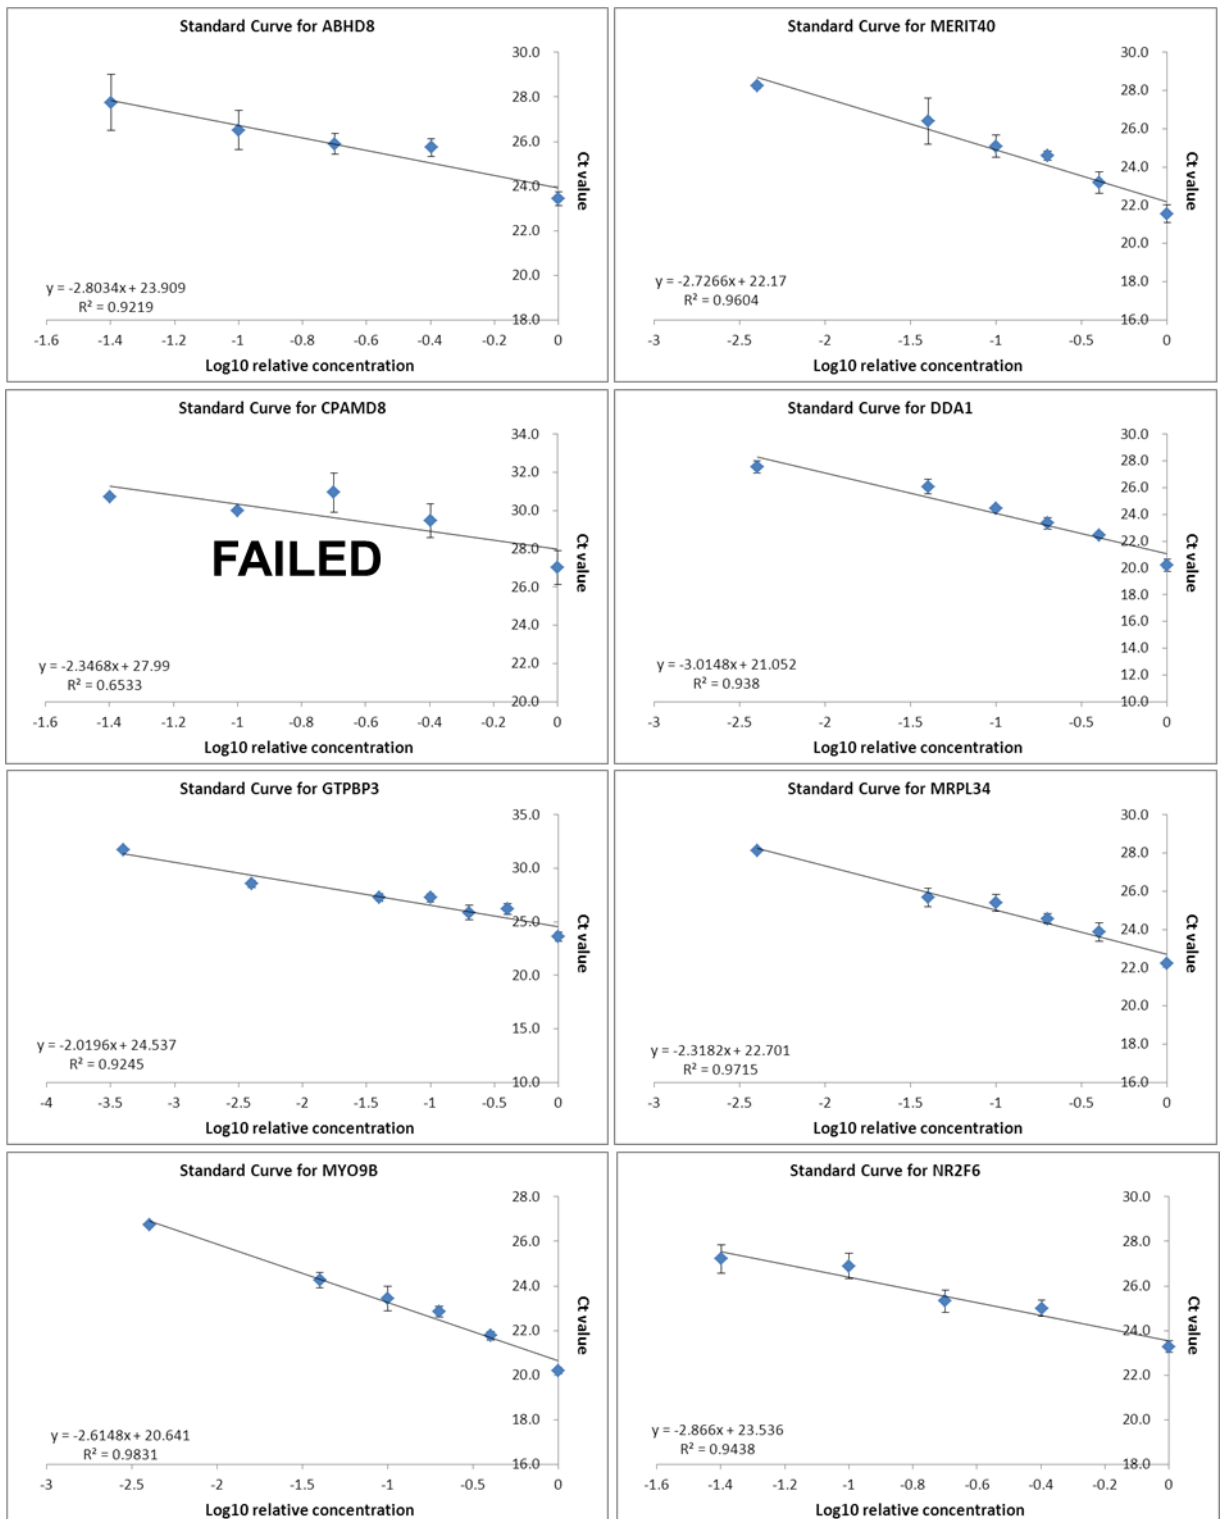 Standard Curve for ABHD8
30.0
28.0
26.0
24.0
22.0
20.0
18.0
Ct value
y = -2.8034x + 23.909
R² = 0.9219
-1.6 -1.4 -1.2 -1 -0.8 -0.6 -0.4 -0.2 0
Log10 relative concentration
Standard Curve for MERIT40
30.0
28.0
26.0
24.0
22.0
20.0
18.0
16.0
Ct value
y = -2.7266x + 22.17
R² = 0.9604
-3 -2.5 -2 -1.5 -1 -0.5 0
Log10 relative concentration
Standard Curve for CPAMD8
34.0
32.0
30.0
28.0
26.0
24.0
22.0
20.0
Ct value
FAILED
y = -2.3468x + 27.99
R² = 0.6533
-1.6 -1.4 -1.2 -1 -0.8 -0.6 -0.4 -0.2 0
Log10 relative concentration
Standard Curve for DDA1
30.0
28.0
26.0
24.0
22.0
20.0
18.0
16.0
14.0
12.0
10.0
Ct value
y = -3.0148x + 21.052
R² = 0.938
-3 -2.5 -2 -1.5 -1 -0.5 0
Log10 relative concentration
Standard Curve for GTPBP3
35.0
30.0
25.0
20.0
15.0
10.0
Ct value
y = -2.0196x + 24.537
R² = 0.9245
-4 -3.5 -3 -2.5 -2 -1.5 -1 -0.5 0
Log10 relative concentration
Standard Curve for MRPL34
30.0
28.0
26.0
24.0
22.0
20.0
18.0
16.0
Ct value
y = -2.3182x + 22.701
R² = 0.9715
-3 -2.5 -2 -1.5 -1 -0.5 0
Log10 relative concentration
Standard Curve for MYO9B
28.0
26.0
24.0
22.0
20.0
18.0
16.0
Ct value
y = -2.6148x + 20.641
R² = 0.9831
-3 -2.5 -2 -1.5 -1 -0.5 0
Log10 relative concentration
Standard Curve for NR2F6
30.0
28.0
26.0
24.0
22.0
20.0
18.0
Ct value
y = -2.866x + 23.536
R² = 0.9438
-1.6 -1.4 -1.2 -1 -0.8 -0.6 -0.4 -0.2 0
Log10 relative concentration